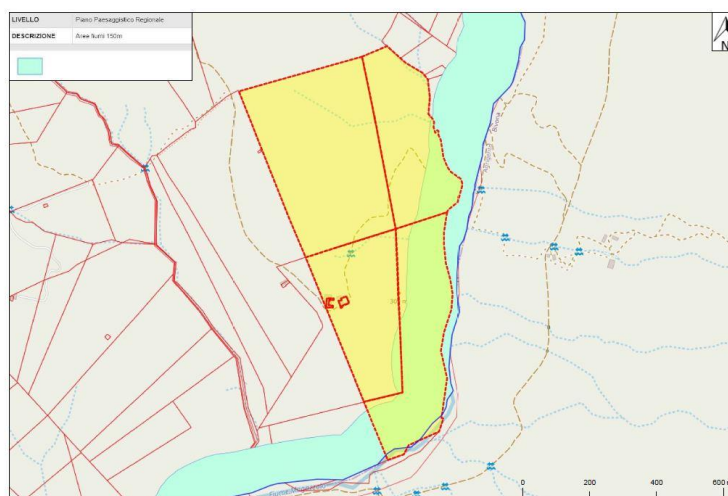 LIVELLO Piano Paesaggistico Regionale
DESCRIZIONE Aree fiumi 150m
N
0 200 400 600